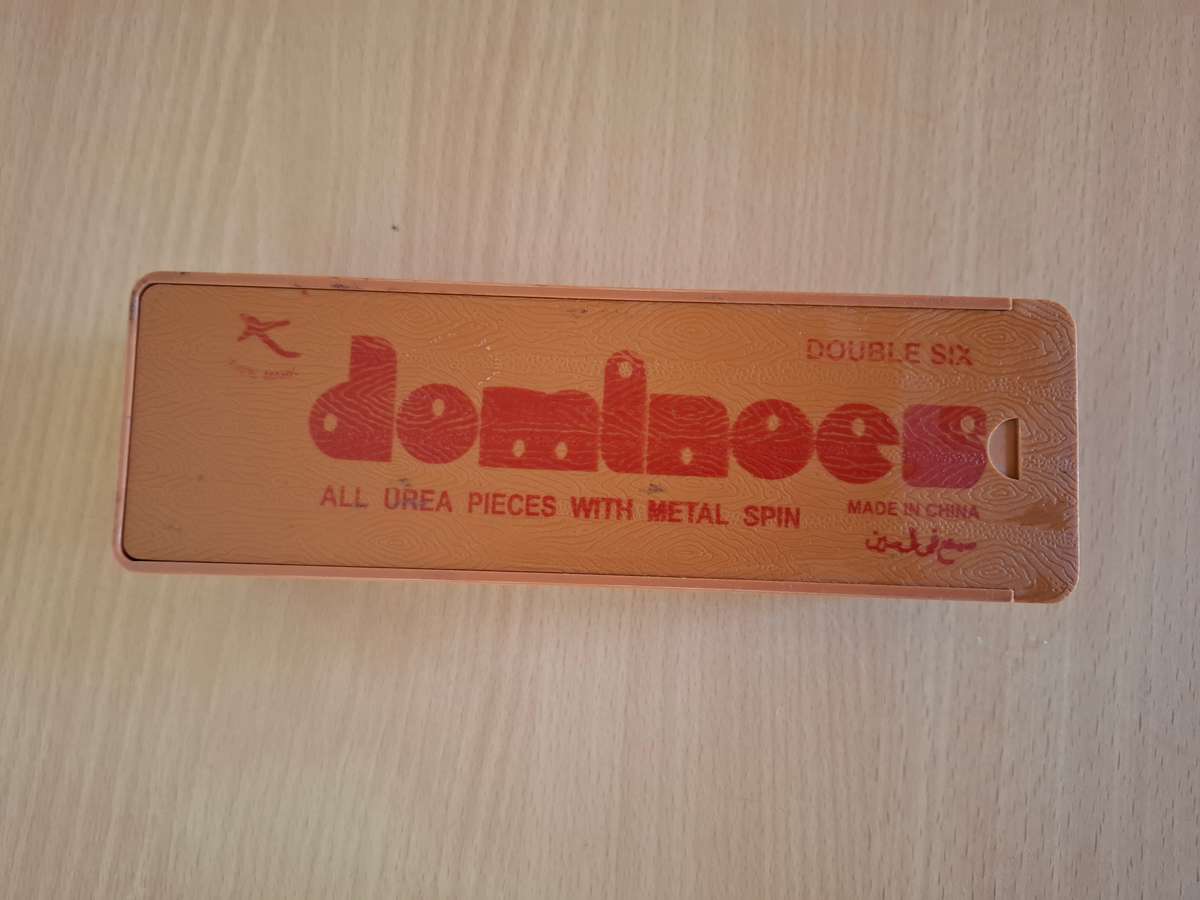 DOUBLE SIX
dominoes
ALL UREA PIECES WITH METAL SPIN
MADE IN CHINA